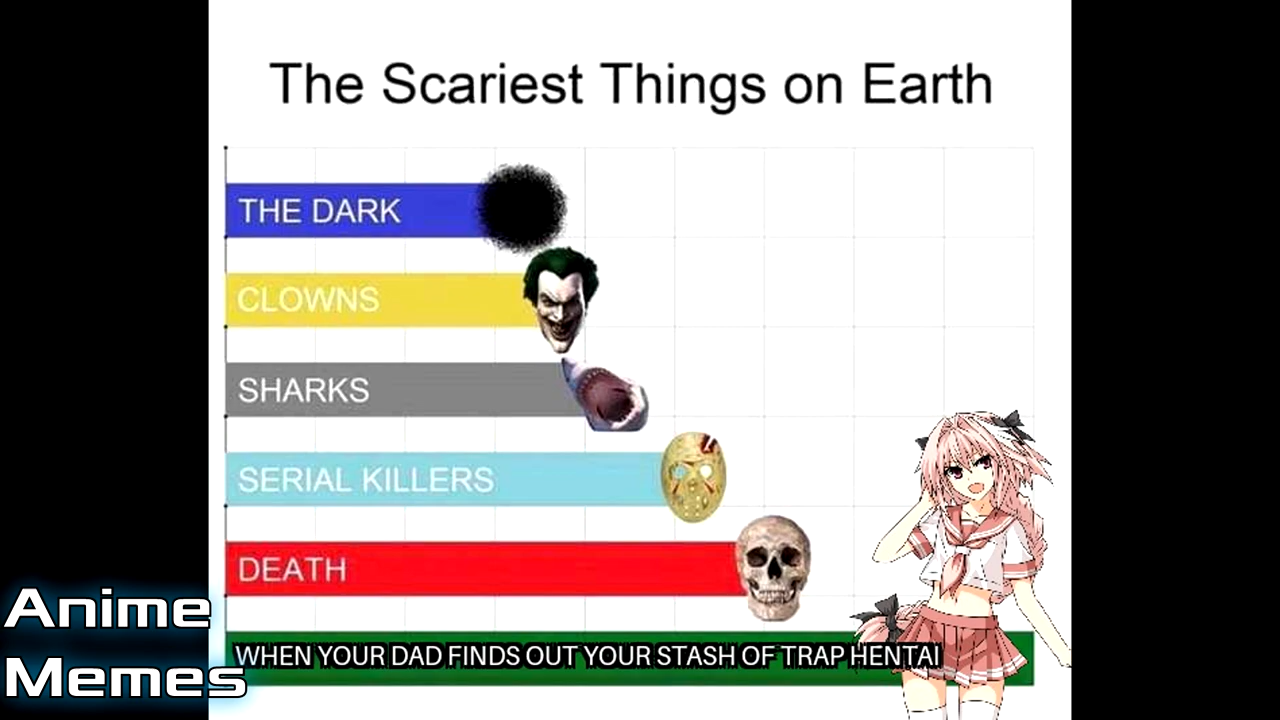 The Scariest Things on Earth
THE DARK
CLOWNS
SHARKS
SERIAL KILLERS
DEATH
WHEN YOUR DAD FINDS OUT YOUR STASH OF TRAP HENTAI
Anime
Memes